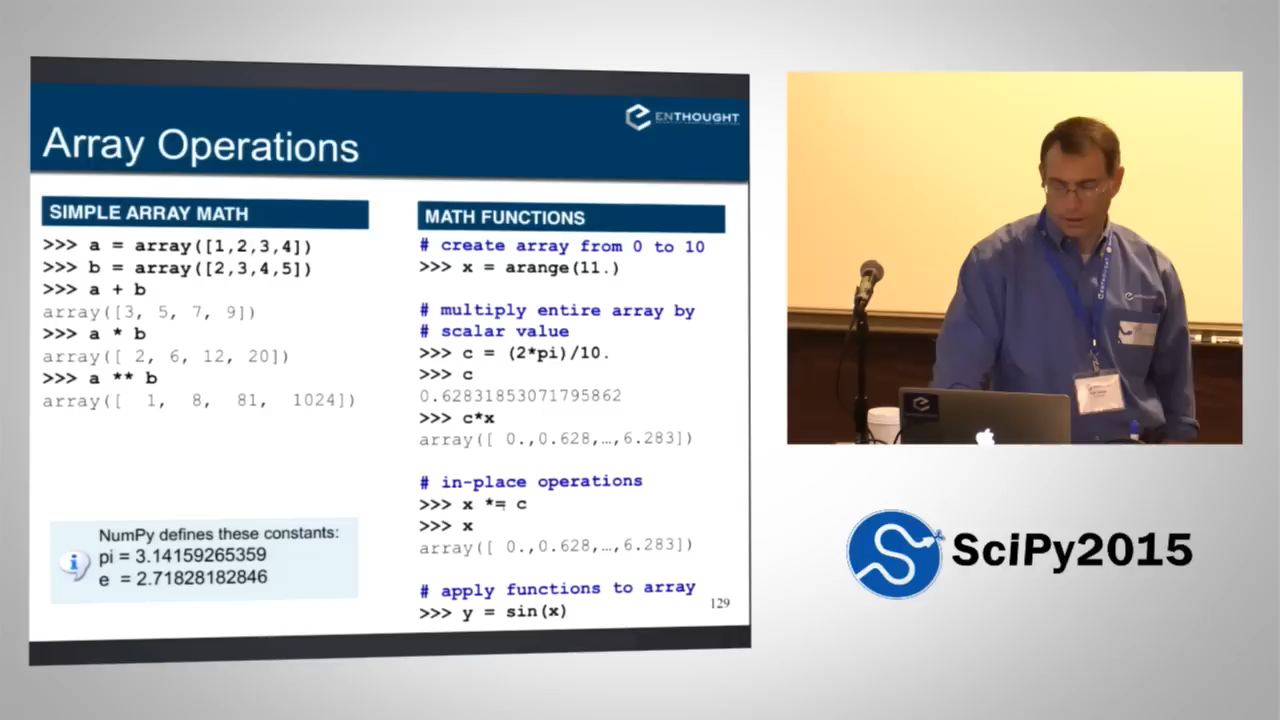 ENTHOUGHT
Array Operations
SIMPLE ARRAY MATH
>>> a = array([1,2,3,4])
>>> b = array([2,3,4,5])
>>> a + b
array([3, 5, 7, 9])
>>> a * b
array([ 2, 6, 12, 20])
>>> a ** b
array([ 1, 8, 81, 1024])
NumPy defines these constants:
pi = 3.14159265359
e = 2.71828182846
MATH FUNCTIONS
# create array from 0 to 10
>>> x = arange(11.)
# multiply entire array by
# scalar value
>>> c = (2*pi)/10.
>>> c
0.62831853071795862
>>> c*x
array([ 0.,0.628,…,6.283])
# in-place operations
>>> x *= c
>>> x
array([ 0.,0.628,…,6.283])
# apply functions to array
>>> y = sin(x)
129
SciPy2015